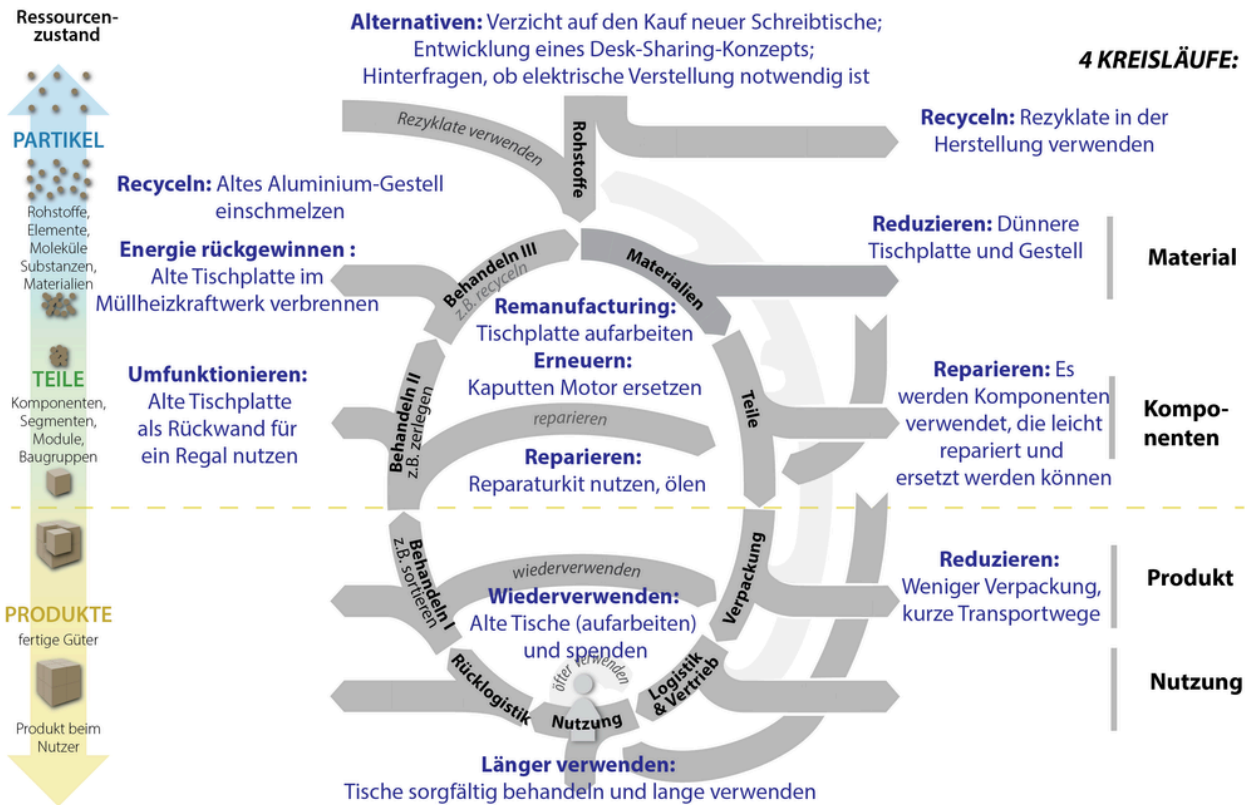 Ressourcen-
zustand
Alternativen: Verzicht auf den Kauf neuer Schreibtische;
Entwicklung eines Desk-Sharing-Konzepts;
Hinterfragen, ob elektrische Verstellung notwendig ist
4 KREISLÄUFE:
PARTIKEL
Rohstoffe,
Elemente,
Moleküle
Substanzen,
Materialien
TEILE
Komponenten,
Segmenten,
Module,
Baugruppen
PRODUKTE
fertige Güter
Produkt beim
Nutzer
Rezyklate verwenden
Rohstoffe
Recyceln: Rezyklate in der
Herstellung verwenden
Recyceln: Altes Aluminium-Gestell
einschmelzen
Energie rückgewinnen :
Alte Tischplatte im
Müllheizkraftwerk verbrennen
Behandeln III
z.B. recyceln
Materialien
Reduzieren: Dünnere
Tischplatte und Gestell
Material
Remanufacturing:
Tischplatte aufarbeiten
Erneuern:
Kaputten Motor ersetzen
Umfunktionieren:
Alte Tischplatte
als Rückwand für
ein Regal nutzen
Behandeln II
z.B. zerlegen
reparieren
Teile
Reparieren:
Reparaturkit nutzen, ölen
Reparieren: Es
werden Komponenten
verwendet, die leicht
repariert und
ersetzt werden können
Kompo-
nenten
Behandeln I
z.B. sortieren
wiederverwenden
Verpackung
Wiederverwenden:
Alte Tische (aufarbeiten)
und spenden
Reduzieren:
Weniger Verpackung,
kurze Transportwege
Produkt
öfter verwenden
Rücklogistik
Nutzung
Logistik
& Vertrieb
Nutzung
Länger verwenden:
Tische sorgfältig behandeln und lange verwenden